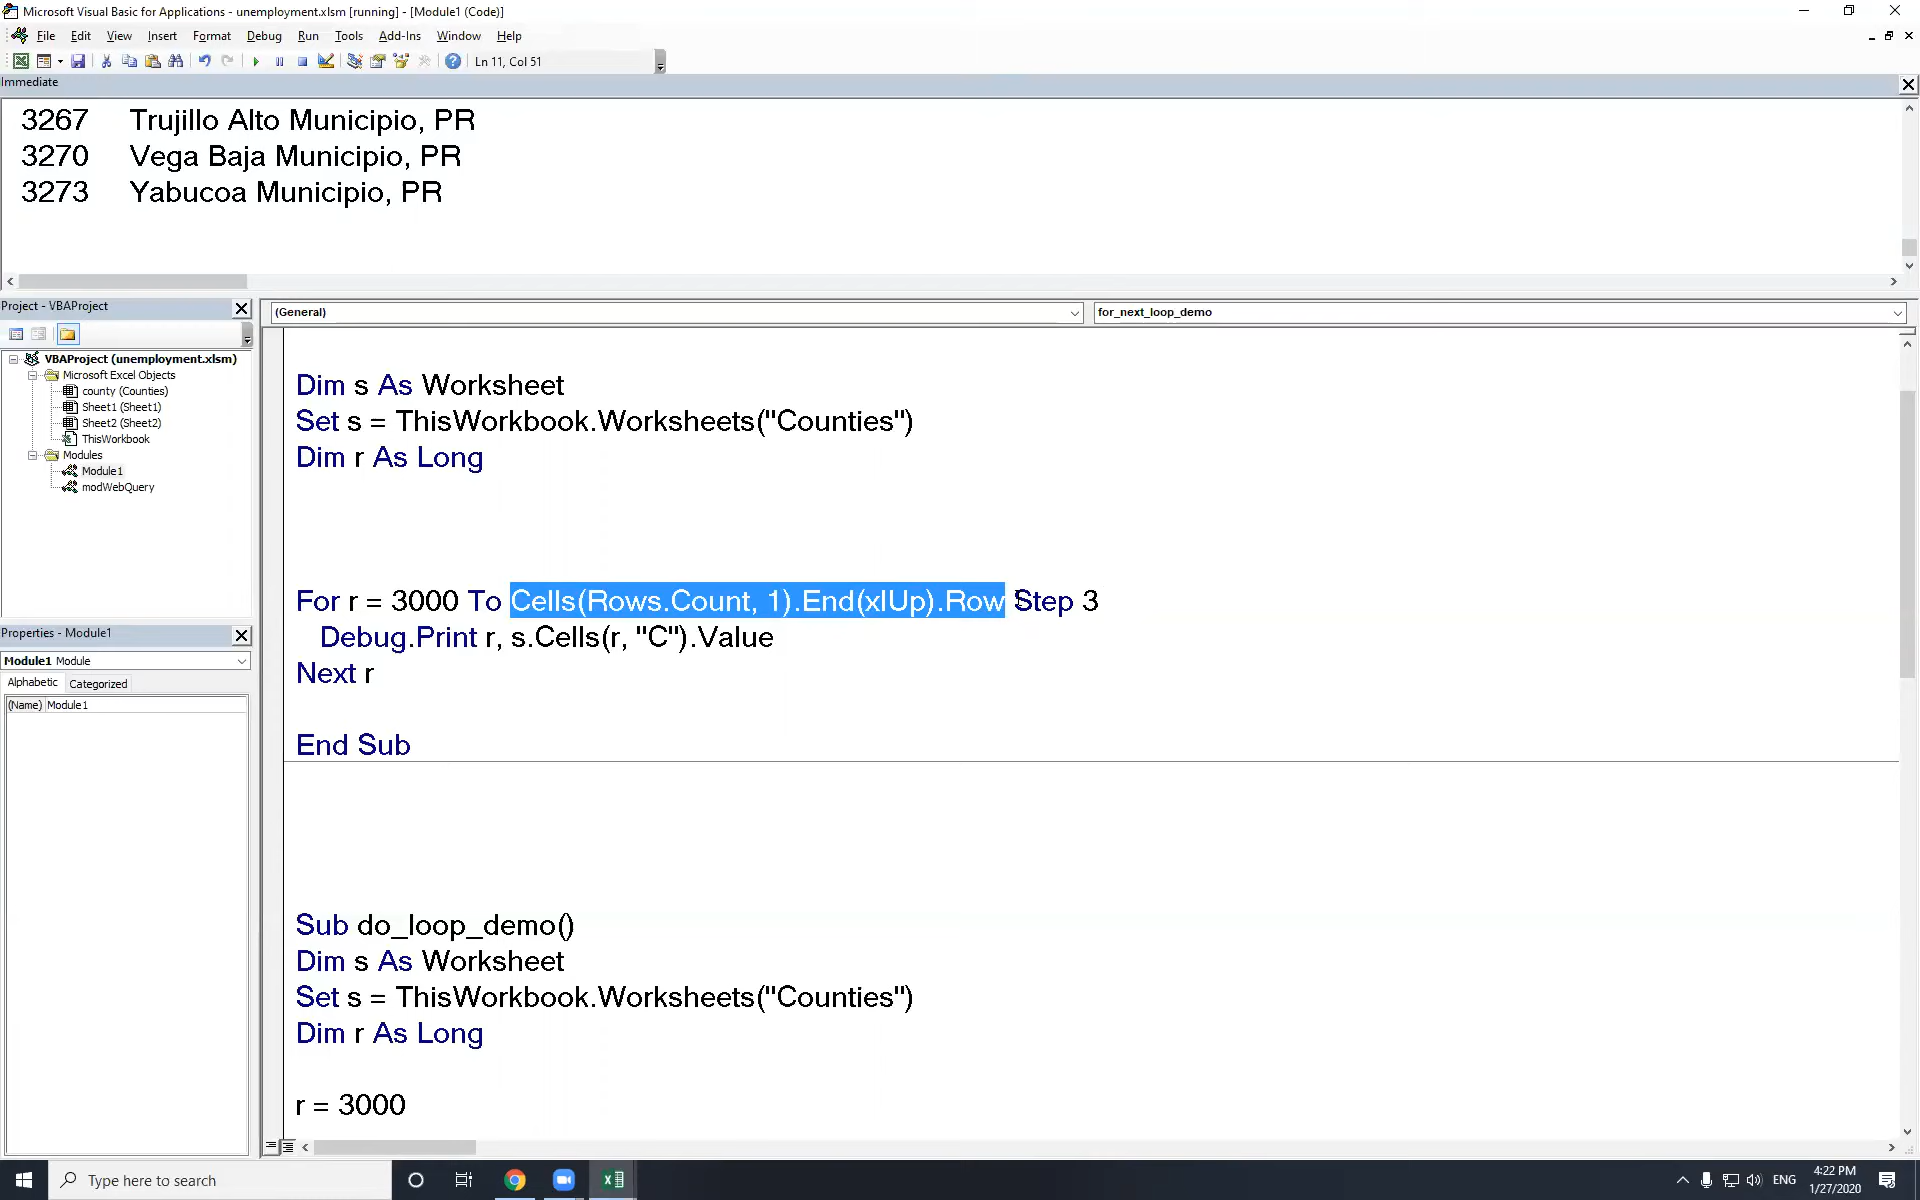 Microsoft Visual Basic for Applications - unemployment.xlsm [running] - [Module1 (Code)]
File Edit View Insert Format Debug Run Tools Add-Ins Window Help
Ln 11, Col 51
Immediate
3267 Trujillo Alto Municipio, PR
3270 Vega Baja Municipio, PR
3273 Yabucoa Municipio, PR
Project - VBAProject
(General)
for_next_loop_demo
VBAProject (unemployment.xlsm)
Microsoft Excel Objects
county (Counties)
Sheet1 (Sheet1)
Sheet2 (Sheet2)
ThisWorkbook
Modules
Module1
modWebQuery
Properties - Module1
Module1 Module
Alphabetic Categorized
(Name) Module1
Dim s As Worksheet
Set s = ThisWorkbook.Worksheets("Counties")
Dim r As Long
For r = 3000 To Cells(Rows.Count, 1).End(xlUp).Row Step 3
Debug.Print r, s.Cells(r, "C").Value
Next r
End Sub
Sub do_loop_demo()
Dim s As Worksheet
Set s = ThisWorkbook.Worksheets("Counties")
Dim r As Long
r = 3000
Type here to search
ENG
4:22 PM
1/27/2020